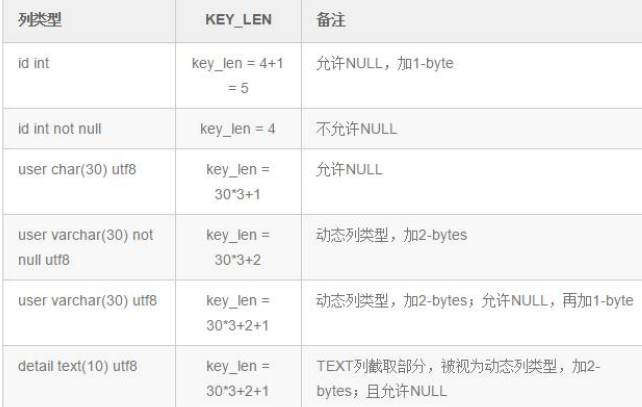 列类型 KEY_LEN 备注
id int key_len = 4+1 允许NULL，加1-byte
= 5
id int not null key_len = 4 不允许NULL
user char(30) utf8 key_len = 允许NULL
30*3+1
user varchar(30) not key_len = 动态列类型，加2-bytes
null utf8 30*3+2
user varchar(30) utf8 key_len = 动态列类型，加2-bytes；允许NULL，再加1-byte
30*3+2+1
detail text(10) utf8 key_len = TEXT列截取部分，被视为动态列类型，加2-
30*3+2+1 bytes；且允许NULL